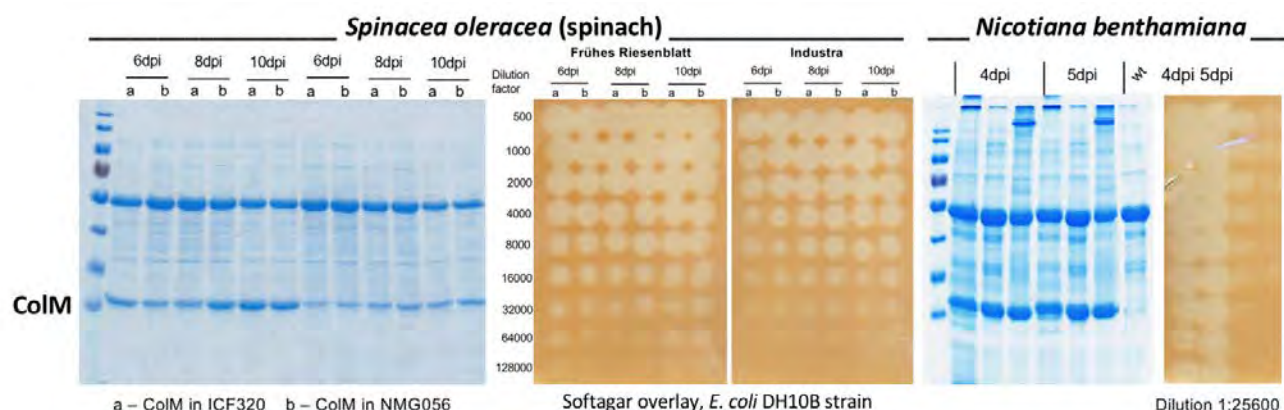 Spinacea oleracea (spinach) Nicotiana benthamiana
Frühes Riesenblatt Industra
6dpi 8dpi 10dpi 6dpi 8dpi 10dpi
a b a b a b a b a b a b
Dilution factor
6dpi 8dpi 10dpi 6dpi 8dpi 10dpi
a b a b a b a b a b a b
4dpi 5dpi wt 4dpi 5dpi
500
1000
2000
4000
8000
16000
32000
64000
128000
ColM
a – ColM in ICF320 b – ColM in NMG056 Softagar overlay, E. coli DH10B strain Dilution 1:25600